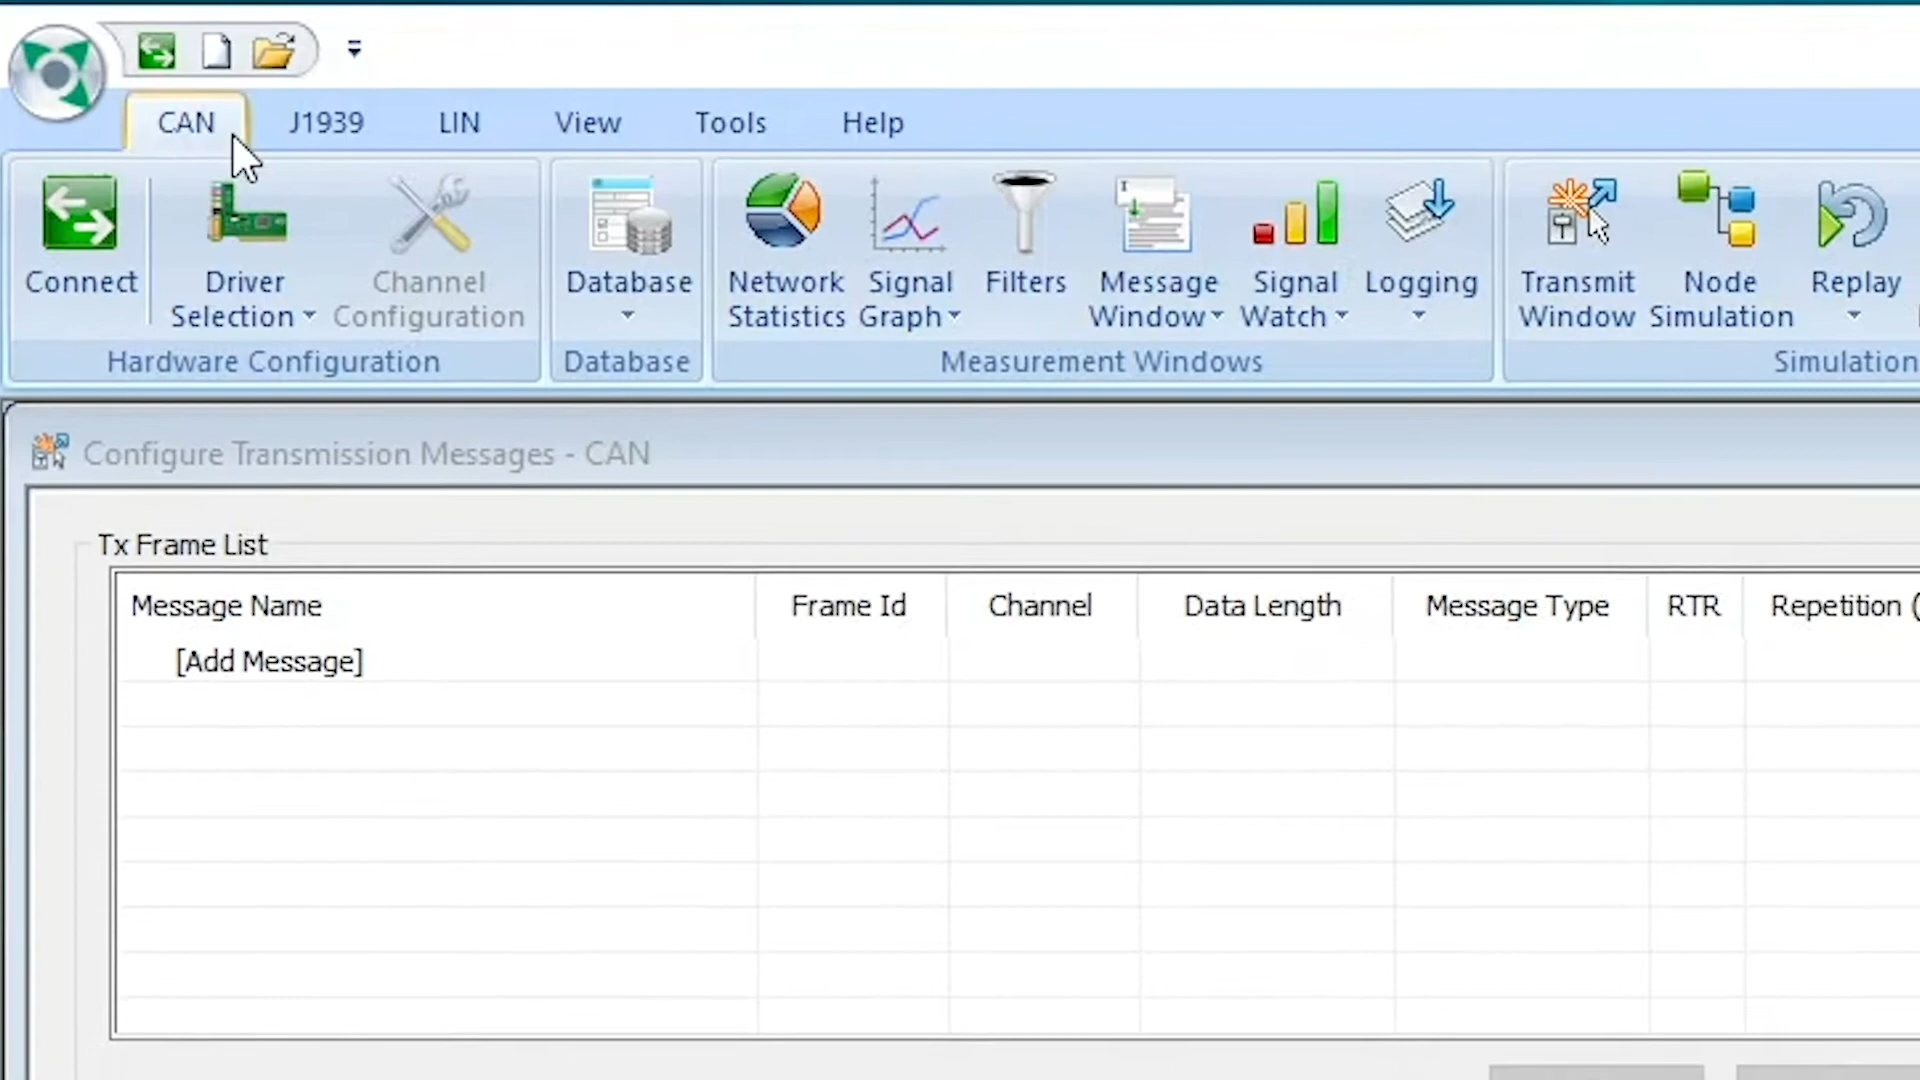 CAN J1939 LIN View Tools Help
Connect
Driver Selection
Channel Configuration
Hardware Configuration
Database
Database
Network Statistics
Signal Graph
Filters
Message Window
Signal Watch
Logging
Measurement Windows
Transmit Window
Node Simulation
Replay
Simulation
Configure Transmission Messages - CAN
Tx Frame List
Message Name Frame Id Channel Data Length Message Type RTR Repetition (
[Add Message]